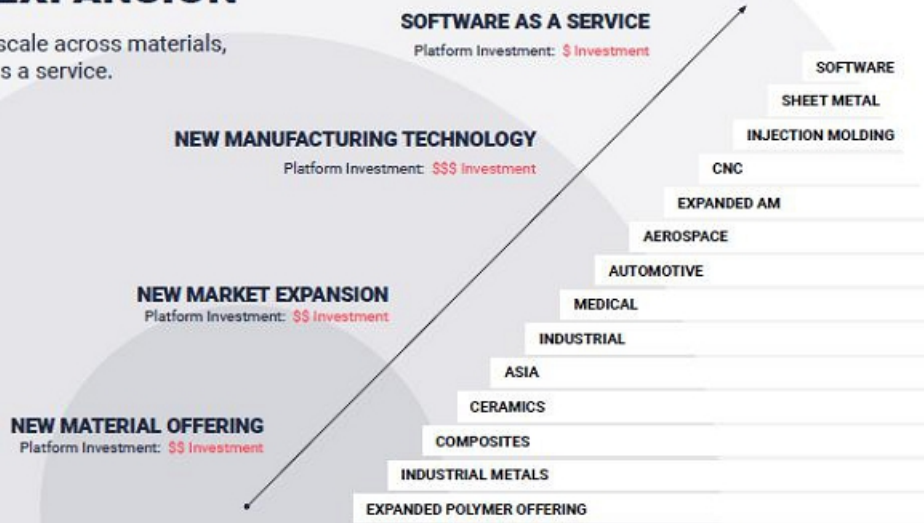 EXPANSION
scale across materials,
s a service.
SOFTWARE AS A SERVICE
Platform Investment: $ Investment
NEW MANUFACTURING TECHNOLOGY
Platform Investment: $$$ Investment
NEW MARKET EXPANSION
Platform Investment: $$ Investment
NEW MATERIAL OFFERING
Platform Investment: $$ Investment
SOFTWARE
SHEET METAL
INJECTION MOLDING
CNC
EXPANDED AM
AEROSPACE
AUTOMOTIVE
MEDICAL
INDUSTRIAL
ASIA
CERAMICS
COMPOSITES
INDUSTRIAL METALS
EXPANDED POLYMER OFFERING